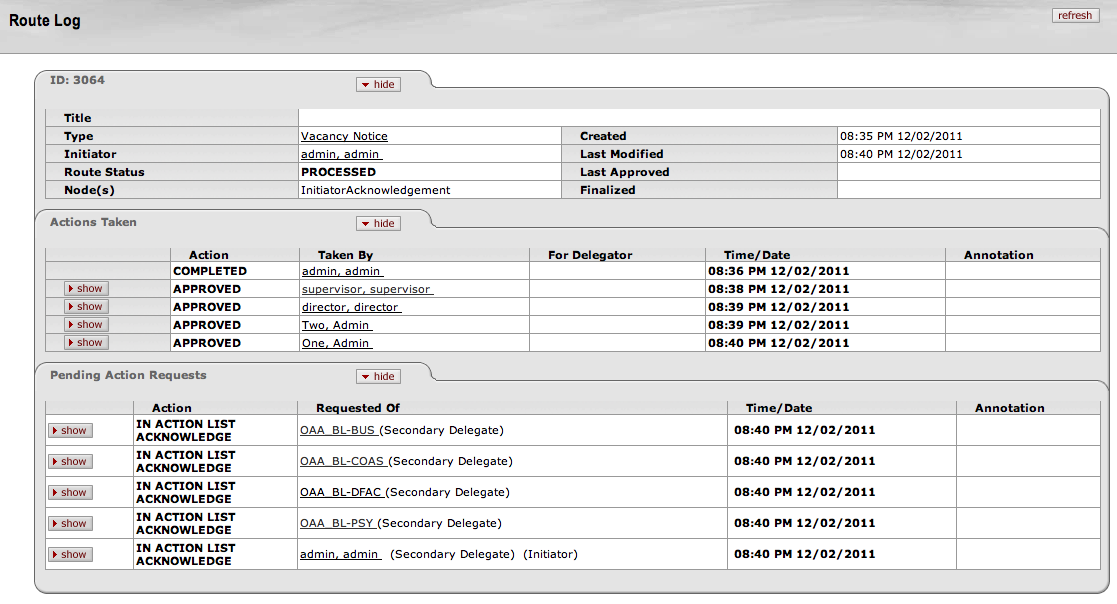 Route Log
refresh
ID: 3064
hide
Title
Type Vacancy Notice Created 08:35 PM 12/02/2011
Initiator admin, admin Last Modified 08:40 PM 12/02/2011
Route Status PROCESSED Last Approved
Node(s) InitiatorAcknowledgement Finalized
Actions Taken hide
Action Taken By For Delegator Time/Date Annotation
COMPLETED admin, admin 08:36 PM 12/02/2011
show APPROVED supervisor, supervisor 08:38 PM 12/02/2011
show APPROVED director, director 08:39 PM 12/02/2011
show APPROVED Two, Admin 08:39 PM 12/02/2011
show APPROVED One, Admin 08:40 PM 12/02/2011
Pending Action Requests hide
Action Requested Of Time/Date Annotation
show IN ACTION LIST
ACKNOWLEDGE OAA_BL-BUS (Secondary Delegate) 08:40 PM 12/02/2011
show IN ACTION LIST
ACKNOWLEDGE OAA_BL-COAS (Secondary Delegate) 08:40 PM 12/02/2011
show IN ACTION LIST
ACKNOWLEDGE OAA_BL-DFAC (Secondary Delegate) 08:40 PM 12/02/2011
show IN ACTION LIST
ACKNOWLEDGE OAA_BL-PSY (Secondary Delegate) 08:40 PM 12/02/2011
show IN ACTION LIST
ACKNOWLEDGE admin, admin (Secondary Delegate) (Initiator) 08:40 PM 12/02/2011